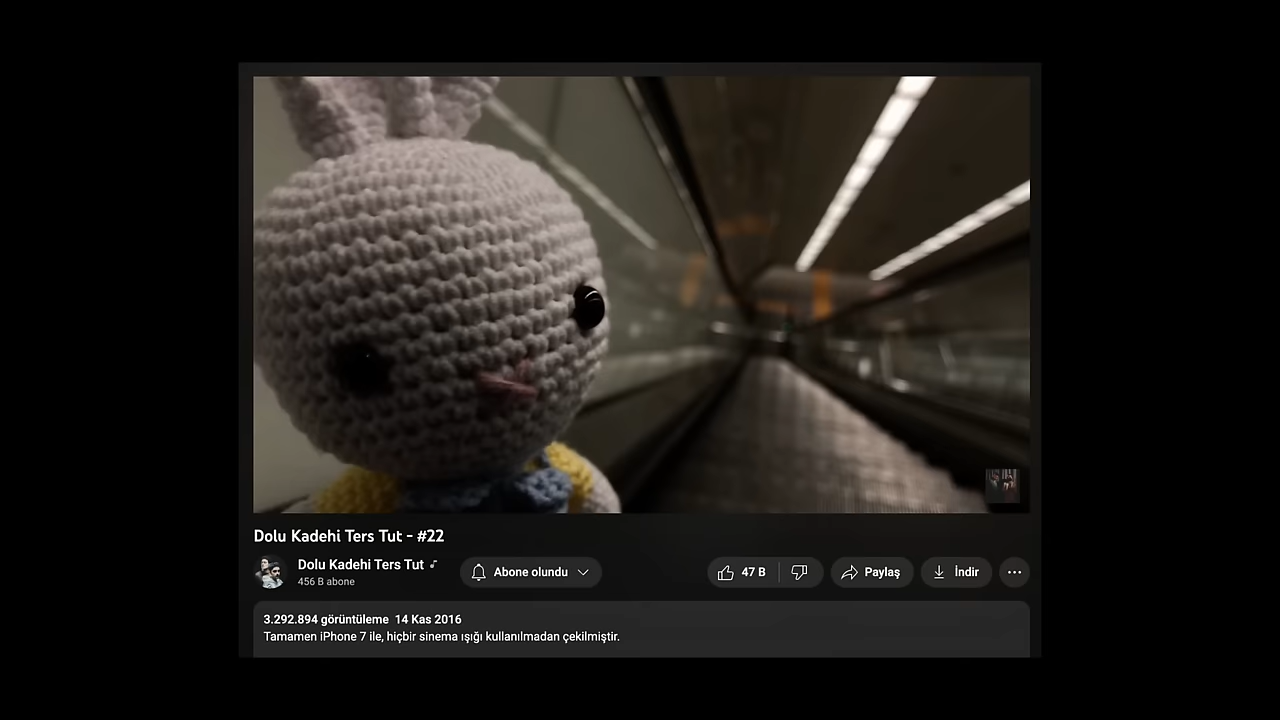 Dolu Kadehi Ters Tut - #22
Dolu Kadehi Ters Tut
456 B abone
Abone olundu
47 B
Paylaş
İndir
3.292.894 görüntüleme 14 Kas 2016
Tamamen iPhone 7 ile, hiçbir sinema ışığı kullanılmadan çekilmiştir.